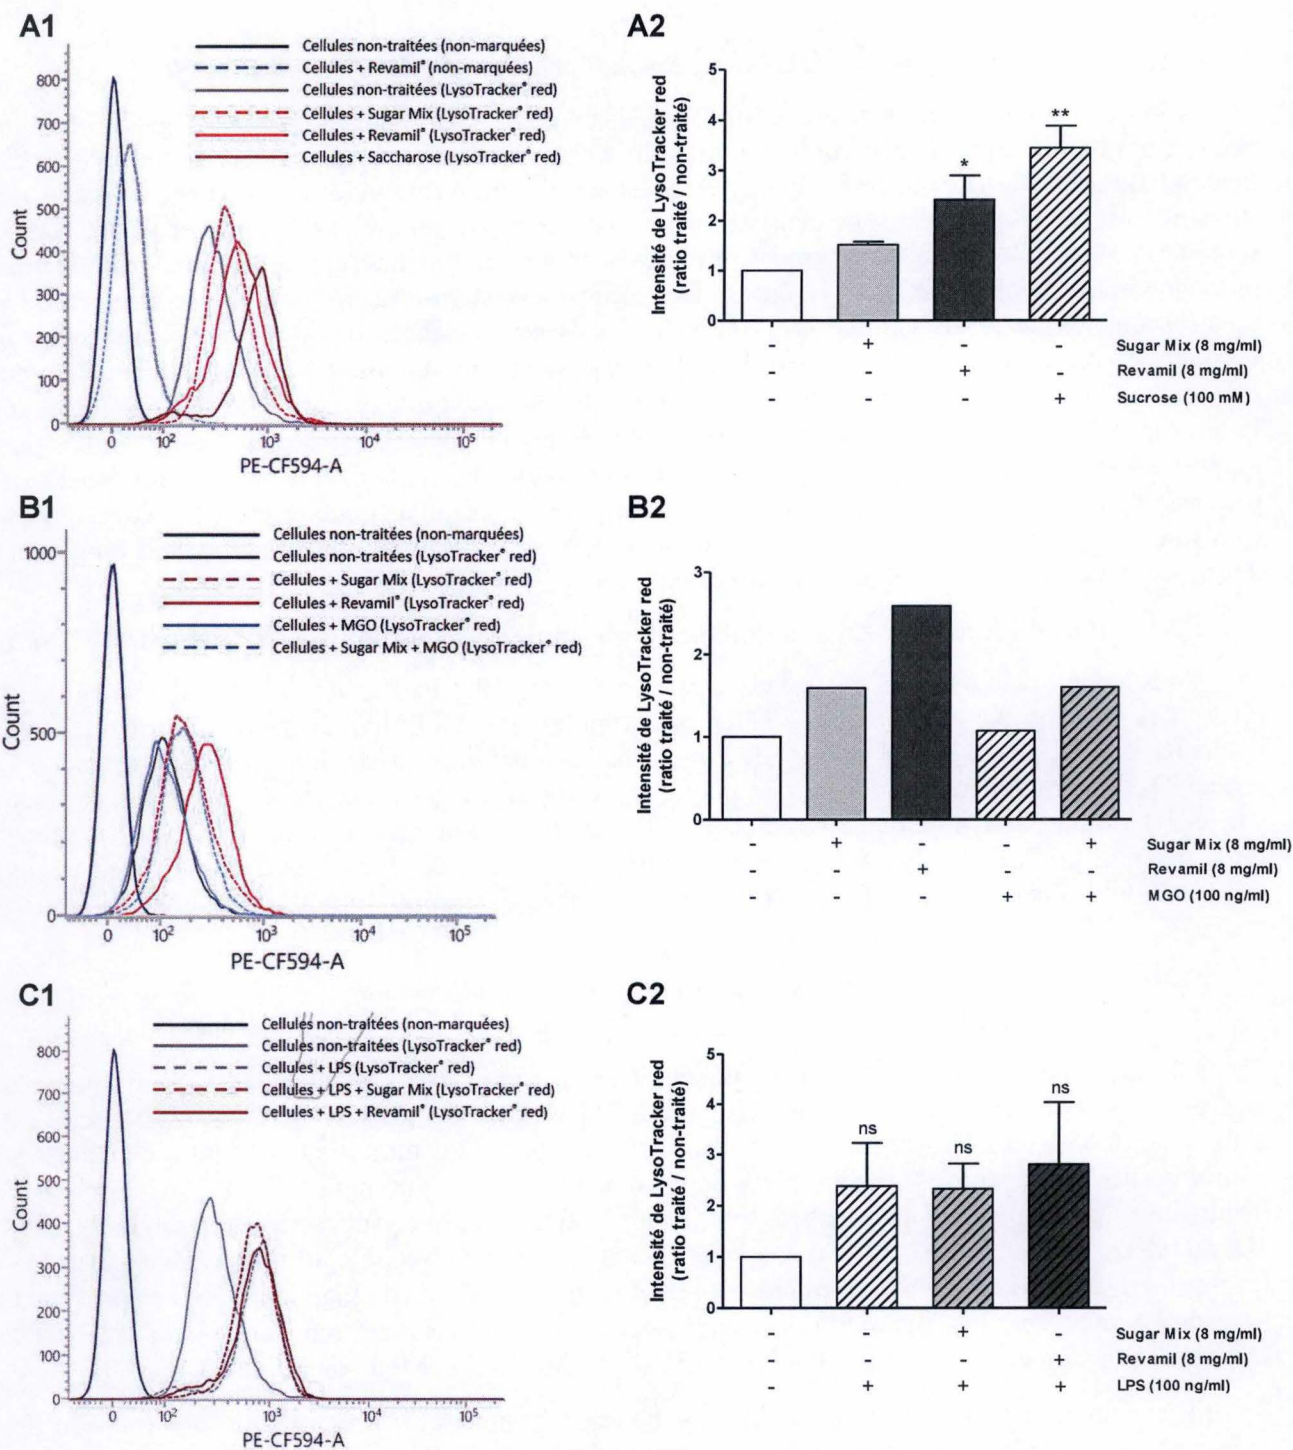 A1
Cellules non-traitées (non-marquées)
Cellules + Revamil® (non-marquées)
Cellules non-traitées (LysoTracker® red)
Cellules + Sugar Mix (LysoTracker® red)
Cellules + Revamil® (LysoTracker® red)
Cellules + Saccharose (LysoTracker® red)
800
700
600
500
400
300
200
100
0
Count
0 10² 10³ 10⁴ 10⁵
PE-CF594-A
A2
Intensité de LysoTracker red
(ratio traité / non-traité)
5
4
3
2
1
0
* **
- + - - Sugar Mix (8 mg/ml)
- - + - Revamil (8 mg/ml)
- - - + Sucrose (100 mM)
B1
Cellules non-traitées (non-marquées)
Cellules non-traitées (LysoTracker® red)
Cellules + Sugar Mix (LysoTracker® red)
Cellules + Revamil® (LysoTracker® red)
Cellules + MGO (LysoTracker® red)
Cellules + Sugar Mix + MGO (LysoTracker® red)
1000
500
0
Count
0 10² 10³ 10⁴ 10⁵
PE-CF594-A
B2
Intensité de LysoTracker red
(ratio traité / non-traité)
3
2
1
0
- + - - + Sugar Mix (8 mg/ml)
- - + - - Revamil (8 mg/ml)
- - - + + MGO (100 ng/ml)
C1
Cellules non-traitées (non-marquées)
Cellules non-traitées (LysoTracker® red)
Cellules + LPS (LysoTracker® red)
Cellules + LPS + Sugar Mix (LysoTracker® red)
Cellules + LPS + Revamil® (LysoTracker® red)
800
700
600
500
400
300
200
100
0
Count
0 10² 10³ 10⁴ 10⁵
PE-CF594-A
C2
Intensité de LysoTracker red
(ratio traité / non-traité)
5
4
3
2
1
0
ns ns ns
- - + - Sugar Mix (8 mg/ml)
- - - + Revamil (8 mg/ml)
- + + + LPS (100 ng/ml)